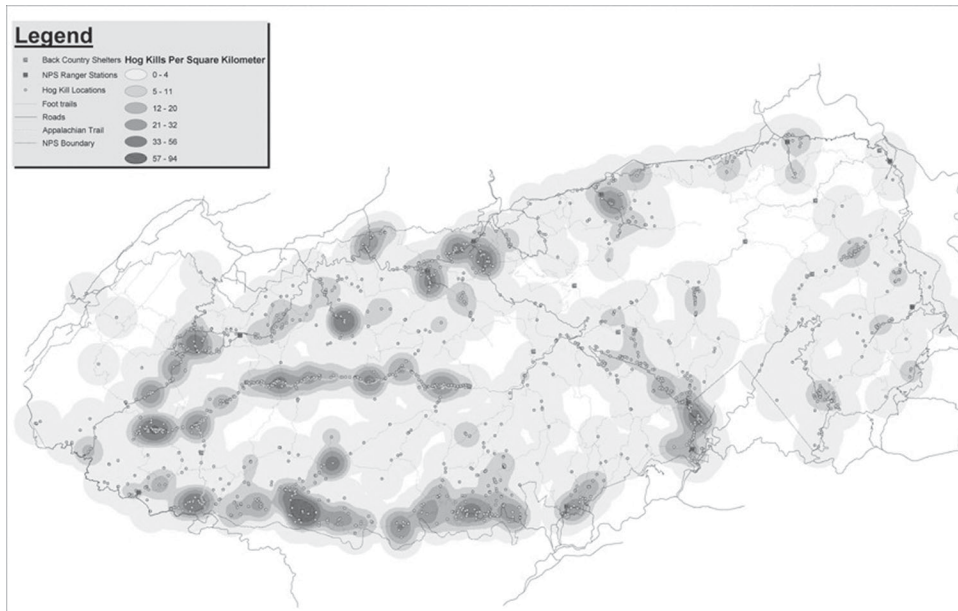 Legend
Back Country Shelters
NPS Ranger Stations
Hog Kill Locations
Foot trails
Roads
Appalachian Trail
NPS Boundary
Hog Kills Per Square Kilometer
0 - 4
5 - 11
12 - 20
21 - 32
33 - 56
57 - 94